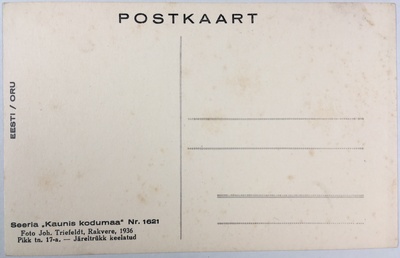 POSTKAART
EESTI / ORU
Seeria „Kaunis kodumaa" Nr. 1621
Foto Joh. Triefeldt, Rakvere, 1936
Pikk tn. 17-a. — Järeltrükk keelatud